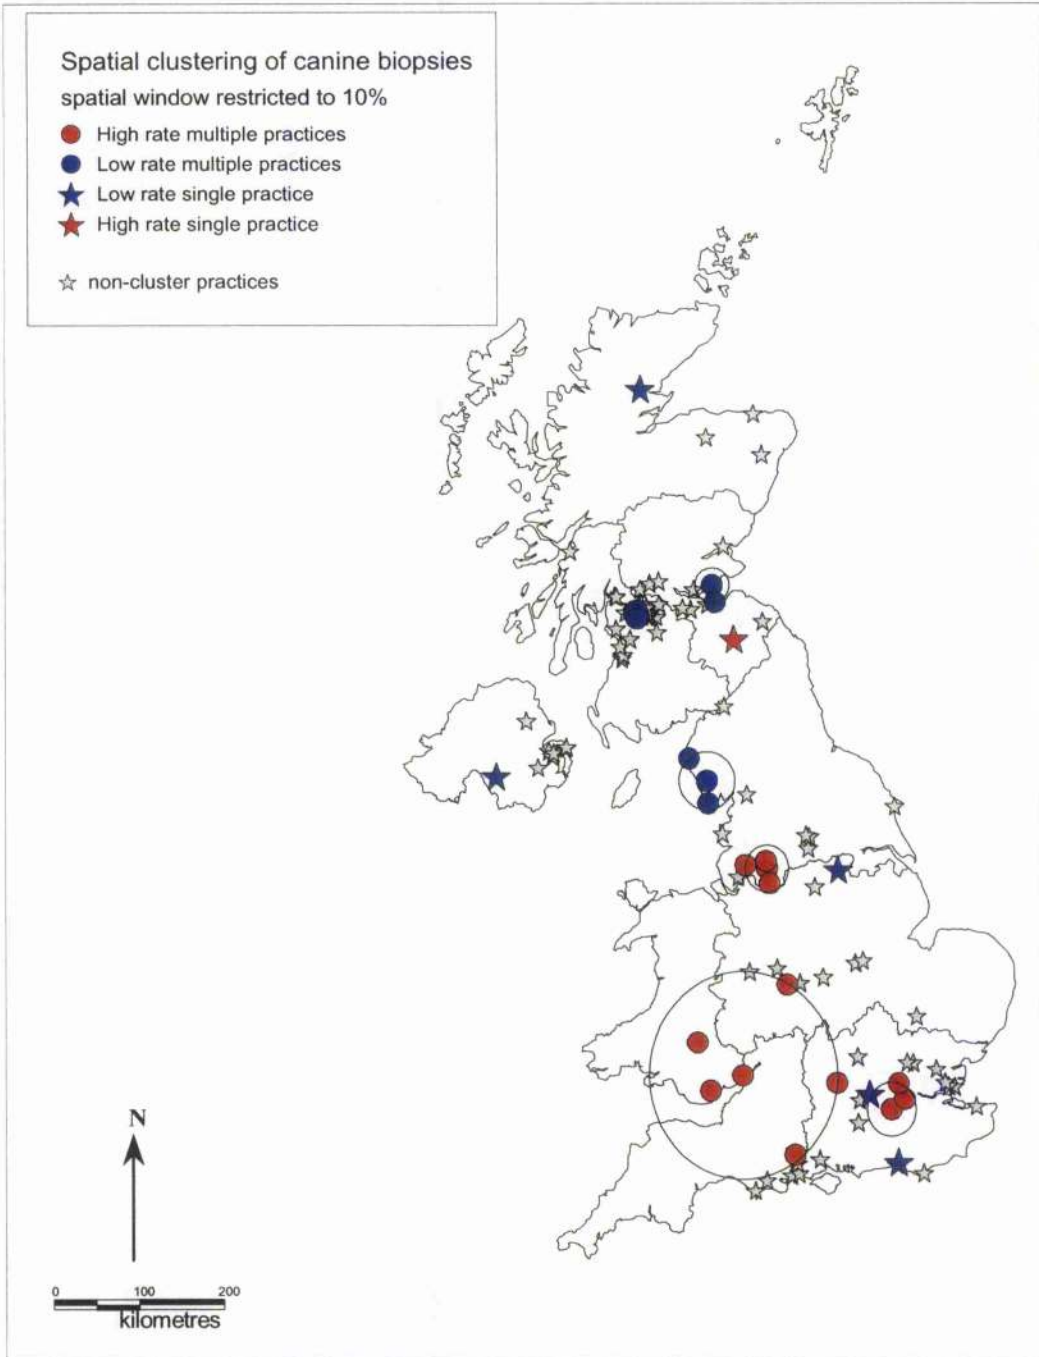 Spatial clustering of canine biopsies
spatial window restricted to 10%
High rate multiple practices
Low rate multiple practices
Low rate single practice
High rate single practice
non-cluster practices
N
0 100 200
kilometres